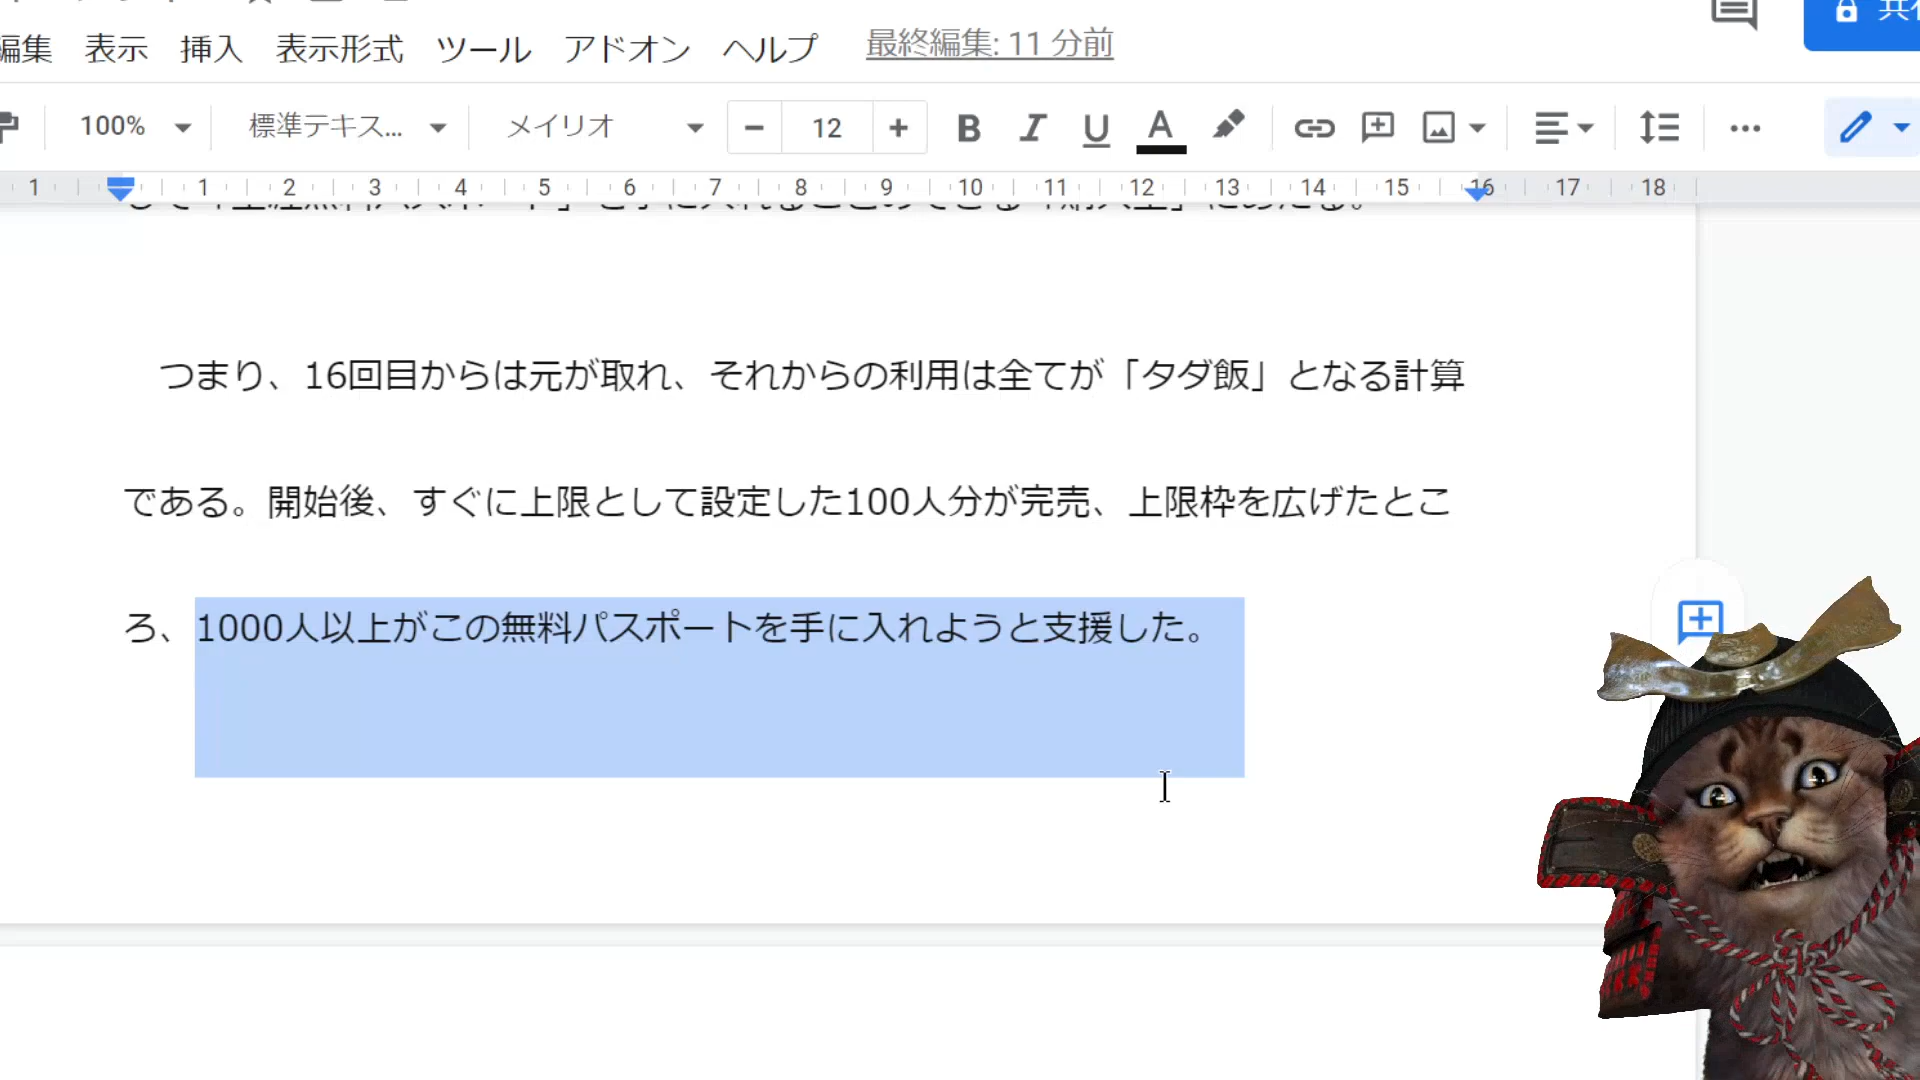 編集 表示 挿入 表示形式 ツール アドオン ヘルプ 最終編集: 11 分前
100% 標準テキス... メイリオ 12 B I U A
1 1 2 3 4 5 6 7 8 9 10 11 12 13 14 15 16 17 18
つまり、16回目からは元が取れ、それからの利用は全てが「タダ飯」となる計算
である。開始後、すぐに上限として設定した100人分が完売、上限枠を広げたとこ
ろ、1000人以上がこの無料パスポートを手に入れようと支援した。